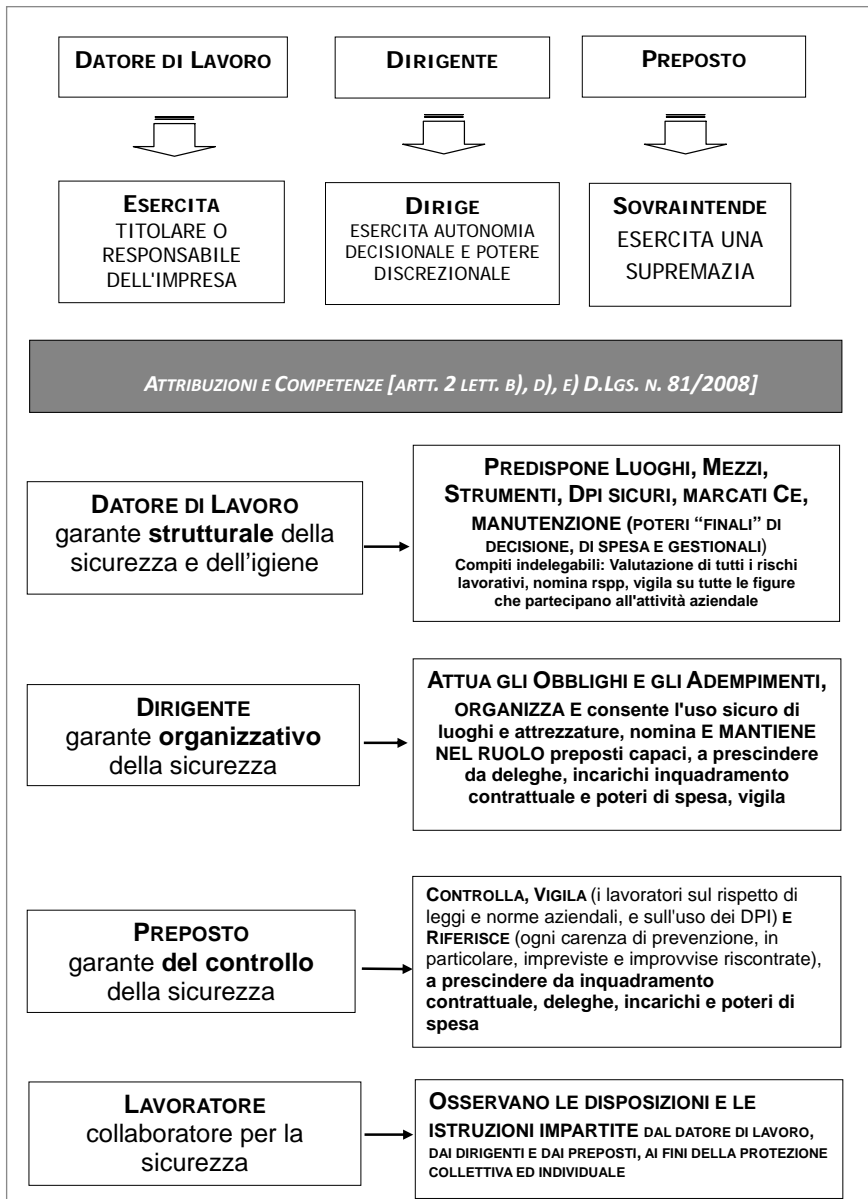 DATORE DI LAVORO
DIRIGENTE
PREPOSTO
ESERCITA
TITOLARE O
RESPONSABILE
DELL'IMPRESA
DIRIGE
ESERCITA AUTONOMIA
DECISIONALE E POTERE
DISCREZIONALE
SOVRAINTENDE
ESERCITA UNA
SUPREMAZIA
ATTRIBUZIONI E COMPETENZE [ARTT. 2 LETT. B), D), E) D.LGS. N. 81/2008]
DATORE DI LAVORO
garante strutturale della
sicurezza e dell'igiene
PREDISPONE LUOGHI, MEZZI,
STRUMENTI, DPI SICURI, MARCATI CE,
MANUTENZIONE (POTERI “FINALI” DI
DECISIONE, DI SPESA E GESTIONALI)
Compiti indelegabili: Valutazione di tutti i rischi
lavorativi, nomina rspp, vigila su tutte le figure
che partecipano all'attività aziendale
DIRIGENTE
garante organizzativo
della sicurezza
ATTUA GLI OBBLIGHI E GLI ADEMPIMENTI,
ORGANIZZA E consente l'uso sicuro di
luoghi e attrezzature, nomina E MANTIENE
NEL RUOLO preposti capaci, a prescindere
da deleghe, incarichi inquadramento
contrattuale e poteri di spesa, vigila
PREPOSTO
garante del controllo
della sicurezza
CONTROLLA, VIGILA (i lavoratori sul rispetto di
leggi e norme aziendali, e sull'uso dei DPI) E
RIFERISCE (ogni carenza di prevenzione, in
particolare, impreviste e improvvise riscontrate),
a prescindere da inquadramento
contrattuale, deleghe, incarichi e poteri di
spesa
LAVORATORE
collaboratore per la
sicurezza
OSSERVANO LE DISPOSIZIONI E LE
ISTRUZIONI IMPARTITE DAL DATORE DI LAVORO,
DAI DIRIGENTI E DAI PREPOSTI, AI FINI DELLA PROTEZIONE
COLLETTIVA ED INDIVIDUALE